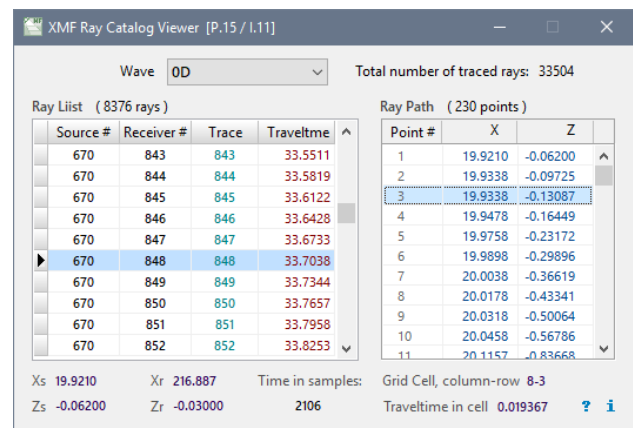 XMF Ray Catalog Viewer [P.15 / I.11]
Wave 0D Total number of traced rays: 33504
Ray Liist ( 8376 rays ) Ray Path ( 230 points )
Source # Receiver # Trace Traveltme Point # X Z
670 843 843 33.5511 1 19.9210 -0.06200
670 844 844 33.5819 2 19.9338 -0.09725
670 845 845 33.6122 3 19.9338 -0.13087
670 846 846 33.6428 4 19.9478 -0.16449
670 847 847 33.6733 5 19.9758 -0.23172
670 848 848 33.7038 6 19.9898 -0.29896
670 849 849 33.7344 7 20.0038 -0.36619
670 850 850 33.7657 8 20.0178 -0.43341
670 851 851 33.7958 9 20.0318 -0.50064
670 852 852 33.8253 10 20.0458 -0.56786
11 20.1157 -0.83668
Xs 19.9210 Xr 216.887 Time in samples: Grid Cell, column-row 8-3
Zs -0.06200 Zr -0.03000 2106 Traveltime in cell 0.019367 ? i